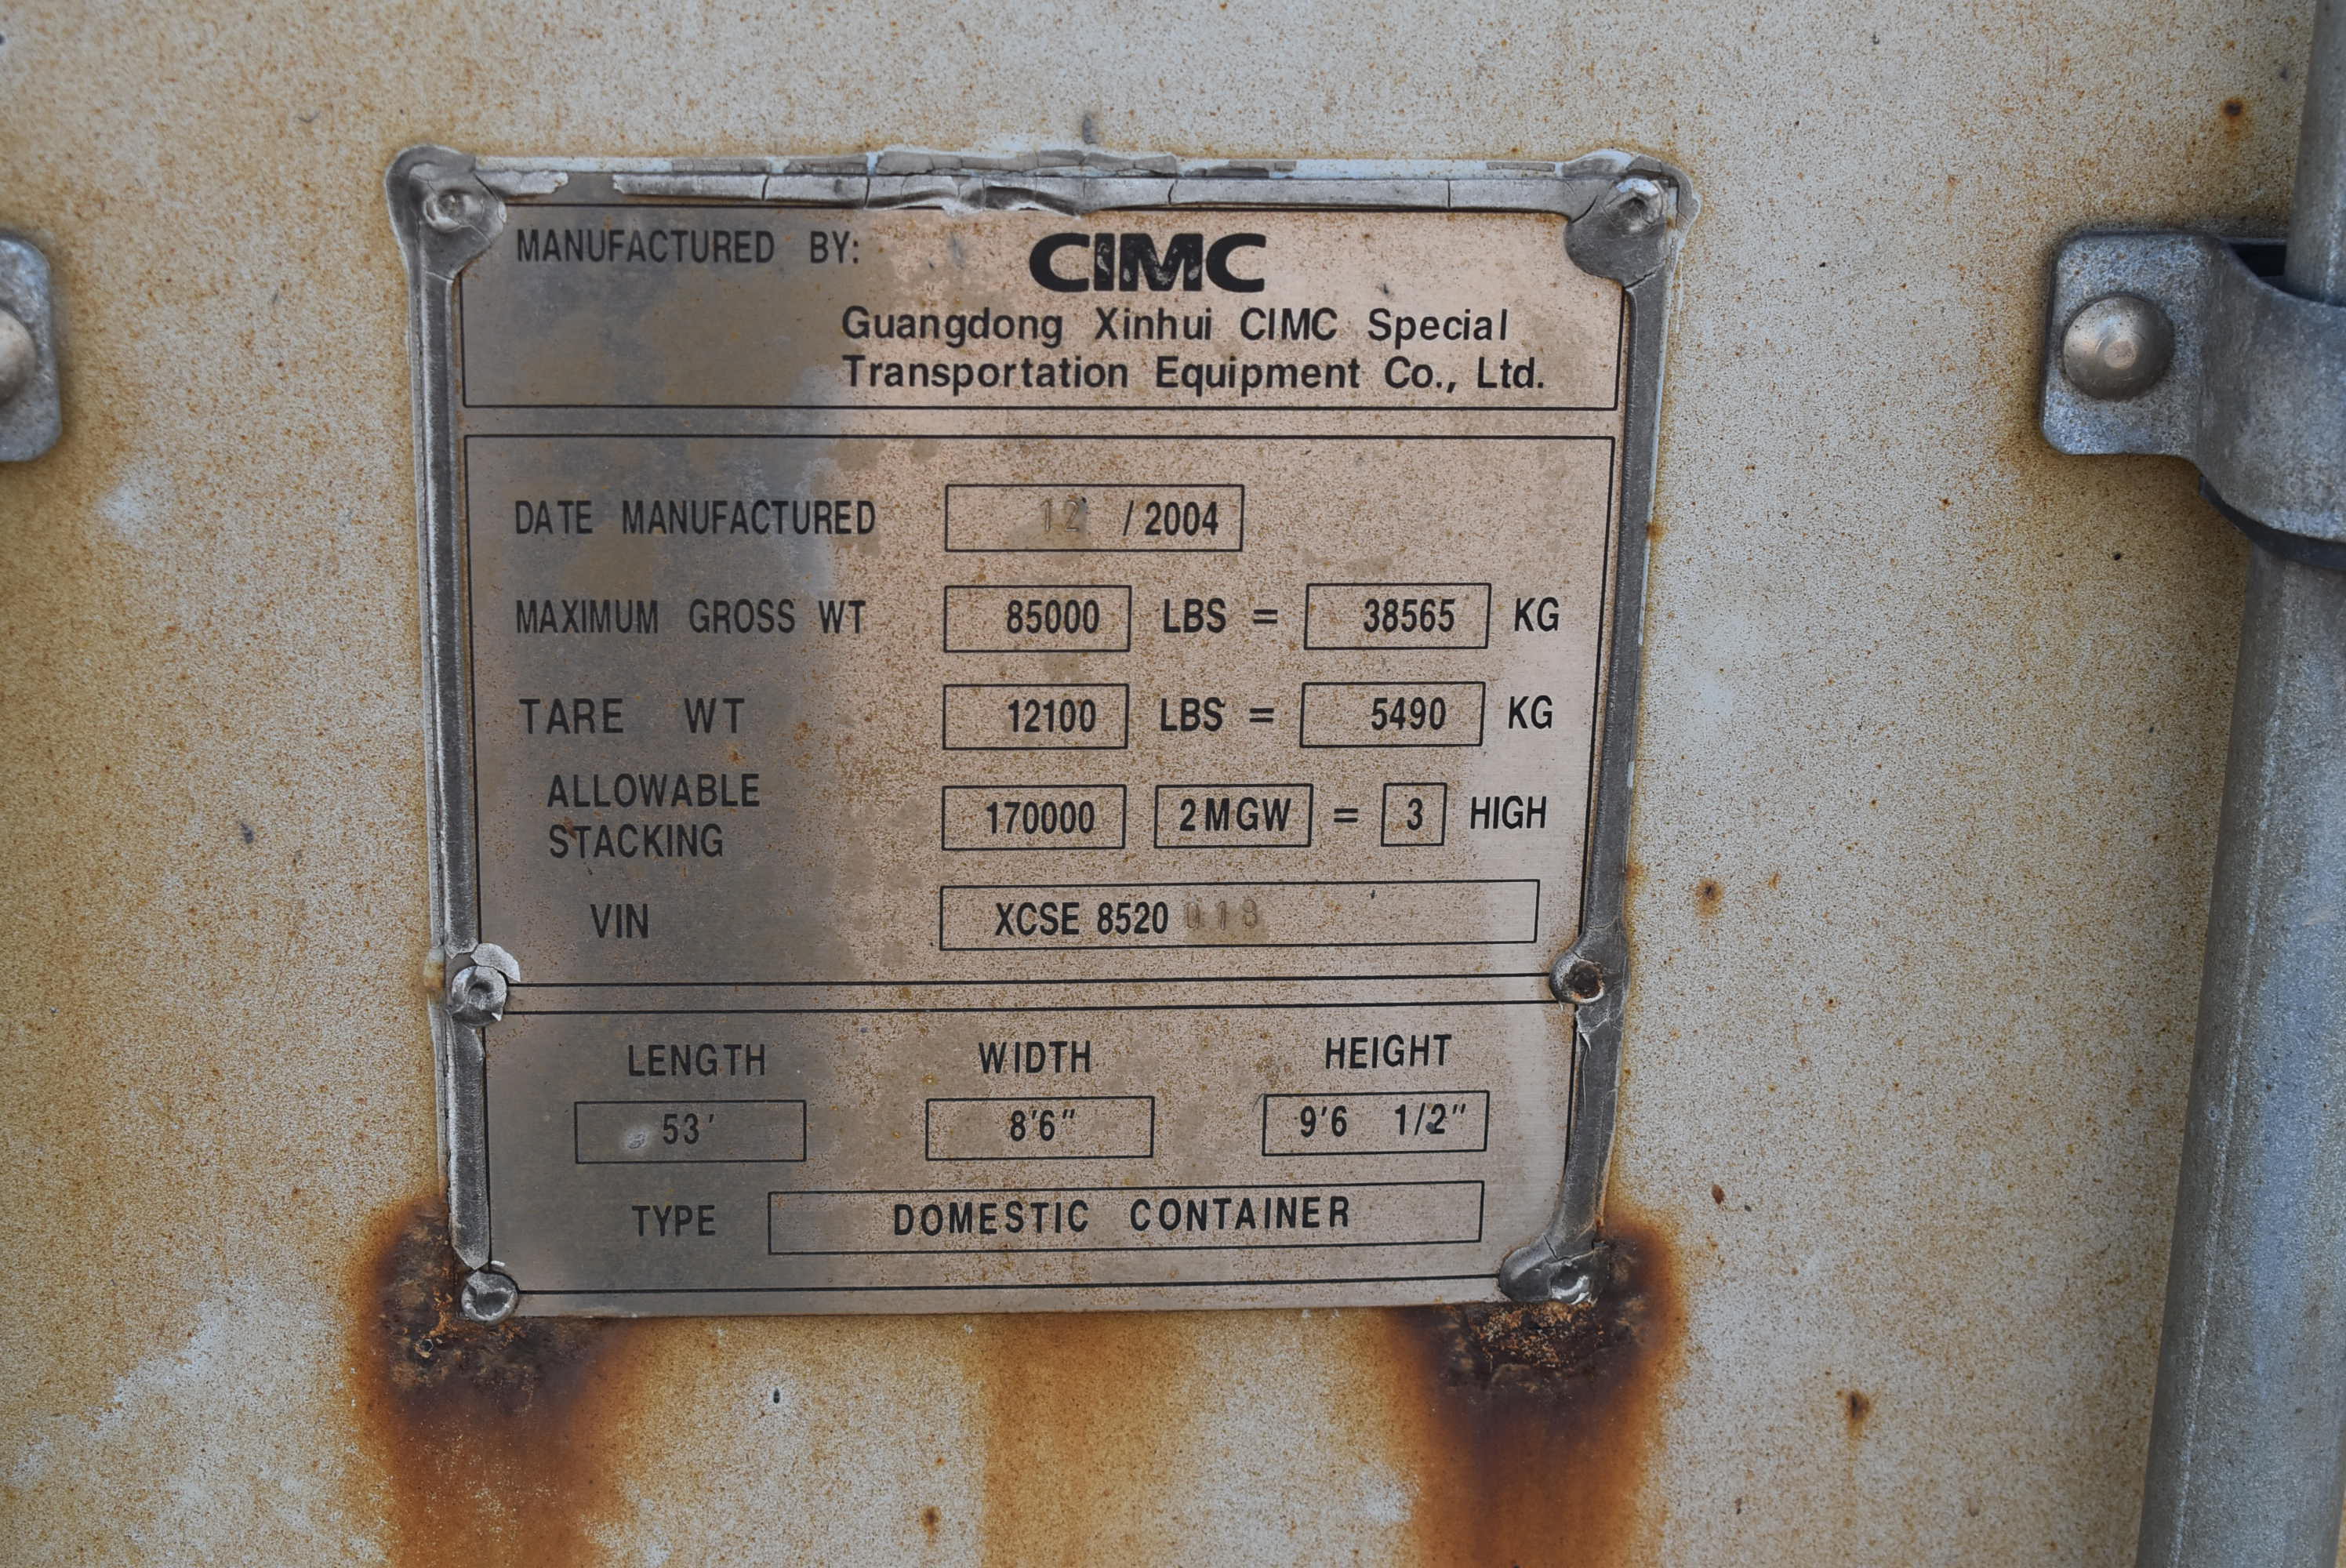 MANUFACTURED BY: CIMC
Guangdong Xinhui CIMC Special
Transportation Equipment Co., Ltd.
DATE MANUFACTURED 12 / 2004
MAXIMUM GROSS WT 85000 LBS = 38565 KG
TARE WT 12100 LBS = 5490 KG
ALLOWABLE
STACKING 170000 2MGW = 3 HIGH
VIN XCSE 8520
LENGTH WIDTH HEIGHT
53' 8'6" 9'6 1/2"
TYPE DOMESTIC CONTAINER